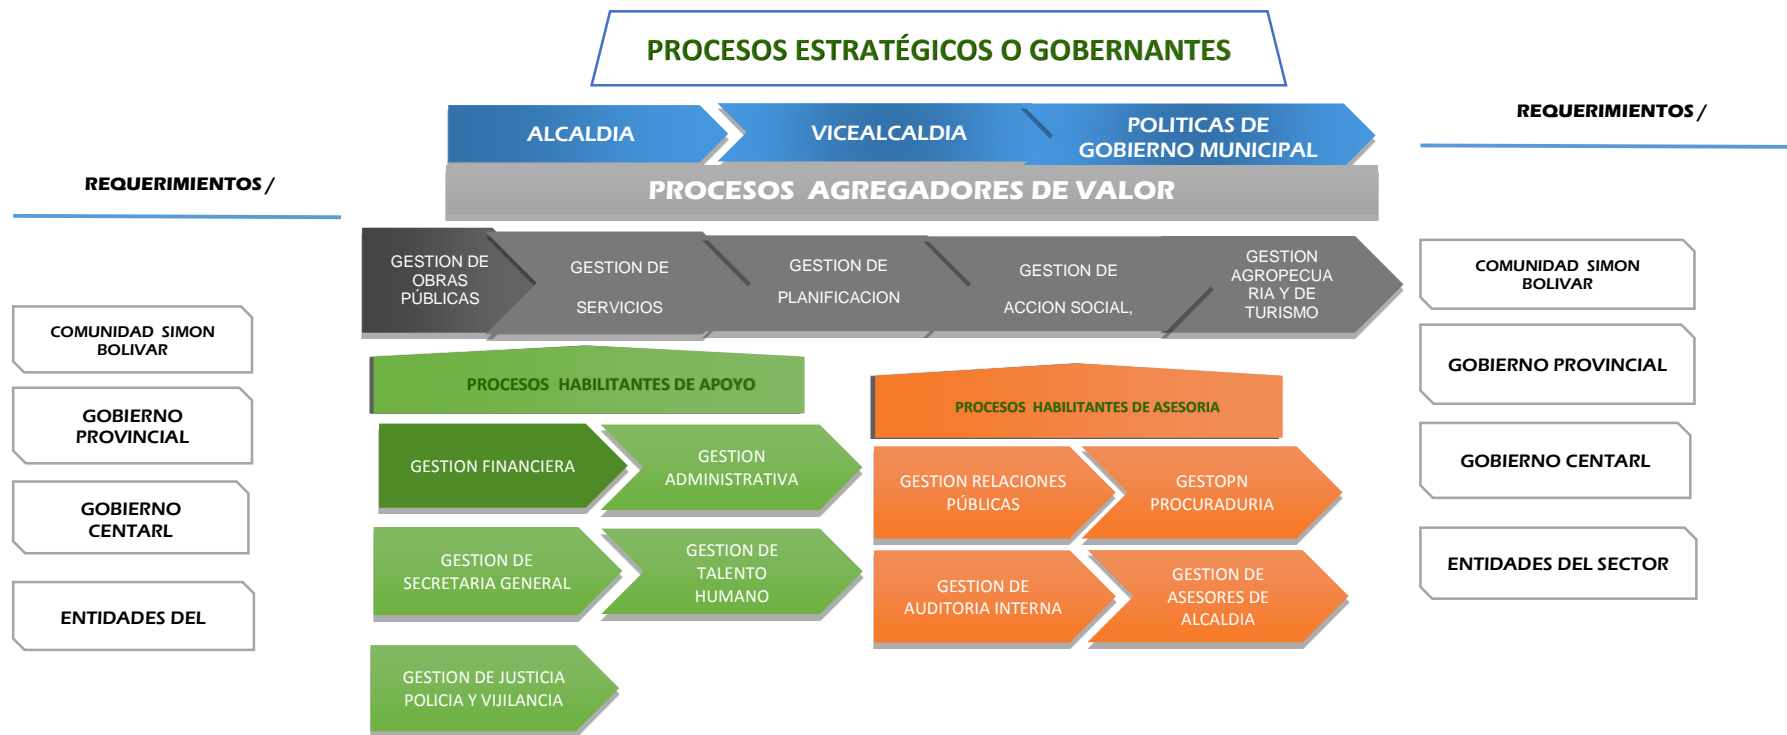 PROCESOS ESTRATÉGICOS O GOBERNANTES
ALCALDIA
VICEALCALDIA
POLITICAS DE
GOBIERNO MUNICIPAL
PROCESOS AGREGADORES DE VALOR
REQUERIMIENTOS /
COMUNIDAD SIMON
BOLIVAR
GOBIERNO
PROVINCIAL
GOBIERNO
CENTARL
ENTIDADES DEL
GESTION DE
OBRAS
PÚBLICAS
GESTION DE
SERVICIOS
GESTION DE
PLANIFICACION
GESTION DE
ACCION SOCIAL,
GESTION
AGROPECUA
RIA Y DE
TURISMO
PROCESOS HABILITANTES DE APOYO
GESTION FINANCIERA
GESTION
ADMINISTRATIVA
GESTION DE
SECRETARIA GENERAL
GESTION DE
TALENTO
HUMANO
GESTION DE JUSTICIA
POLICIA Y VIJILANCIA
PROCESOS HABILITANTES DE ASESORIA
GESTION RELACIONES
PÚBLICAS
GESTOPN
PROCURADURIA
GESTION DE
AUDITORIA INTERNA
GESTION DE
ASESORES DE
ALCALDIA
REQUERIMIENTOS /
COMUNIDAD SIMON
BOLIVAR
GOBIERNO PROVINCIAL
GOBIERNO CENTARL
ENTIDADES DEL SECTOR